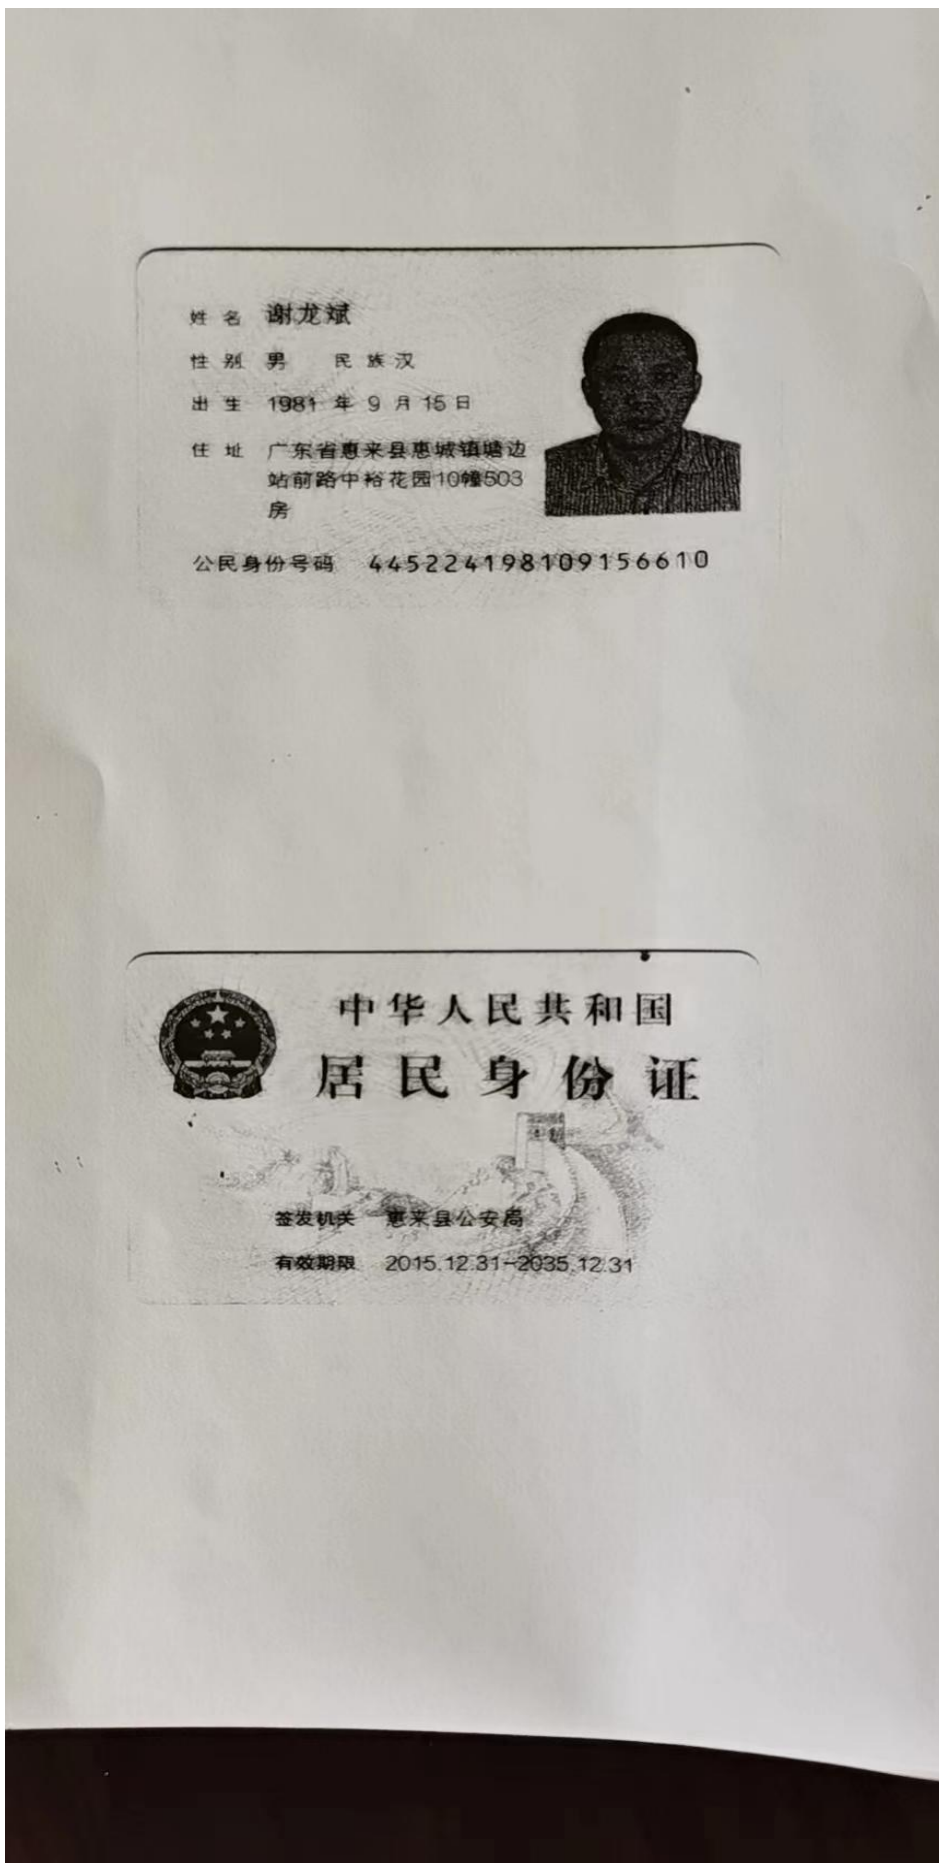 姓名 谢龙斌
性别 男 民族 汉
出生 1981 年 9 月 15 日
住址 广东省惠来县惠城镇塘边
站前路中裕花园10幢503
房
公民身份号码 445224198109156610
中华人民共和国
居民身份证
签发机关 惠来县公安局
有效期限 2015.12.31-2035.12.31